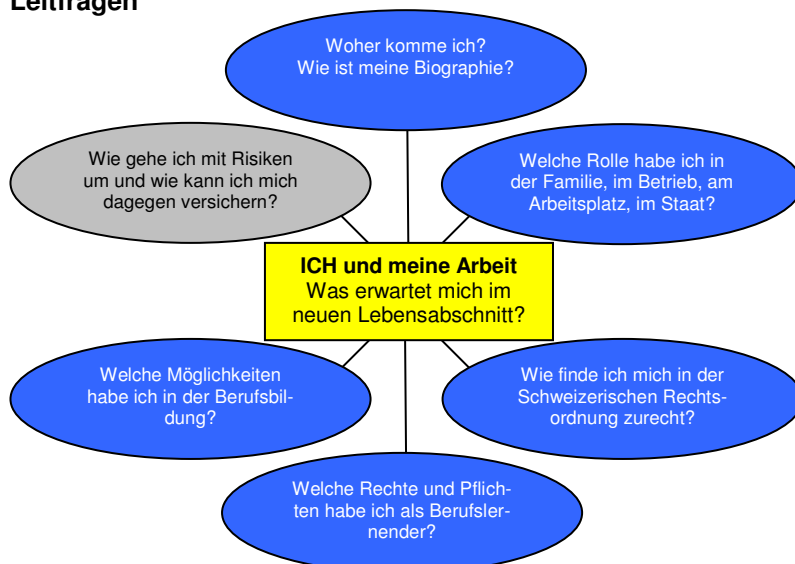 Leitfragen
Woher komme ich?
Wie ist meine Biographie?
Wie gehe ich mit Risiken
um und wie kann ich mich
dagegen versichern?
Welche Rolle habe ich in
der Familie, im Betrieb, am
Arbeitsplatz, im Staat?
ICH und meine Arbeit
Was erwartet mich im
neuen Lebensabschnitt?
Welche Möglichkeiten
habe ich in der Berufsbil-
dung?
Wie finde ich mich in der
Schweizerischen Rechts-
ordnung zurecht?
Welche Rechte und Pflich-
ten habe ich als Berufsler-
nender?